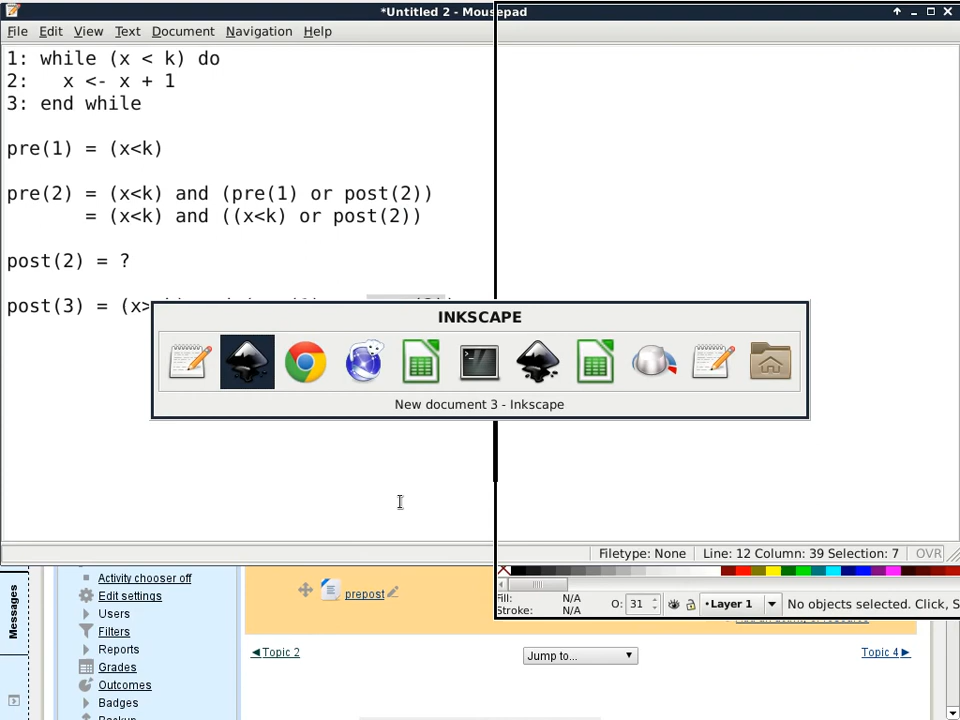 *Untitled 2 - Mousepad
File Edit View Text Document Navigation Help
1: while (x < k) do
2:   x <- x + 1
3: end while
pre(1) = (x<k)
pre(2) = (x<k) and (pre(1) or post(2))
= (x<k) and ((x<k) or post(2))
post(2) = ?
post(3) = (x>
INKSCAPE
New document 3 - Inkscape
Filetype: None Line: 12 Column: 39 Selection: 7 OVR
Messages
Activity chooser off
Edit settings
Users
Filters
Reports
Grades
Outcomes
Badges
prepost
Fill: N/A
Stroke: N/A
O: 31
•Layer 1
No objects selected. Click, S
Topic 2
Jump to...
Topic 4